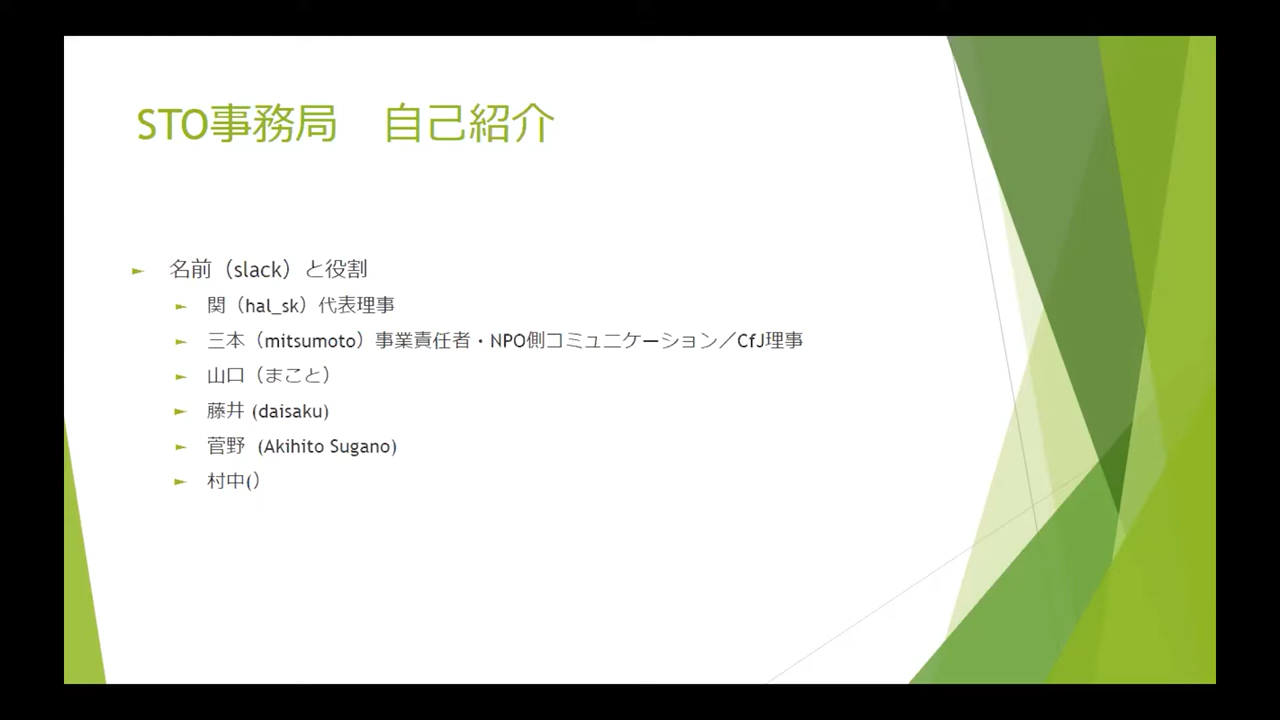 STO事務局　自己紹介
名前（slack）と役割
関（hal_sk）代表理事
三本（mitsumoto）事業責任者・NPO側コミュニケーション／CfJ理事
山口（まこと）
藤井 (daisaku)
菅野  (Akihito Sugano)
村中()